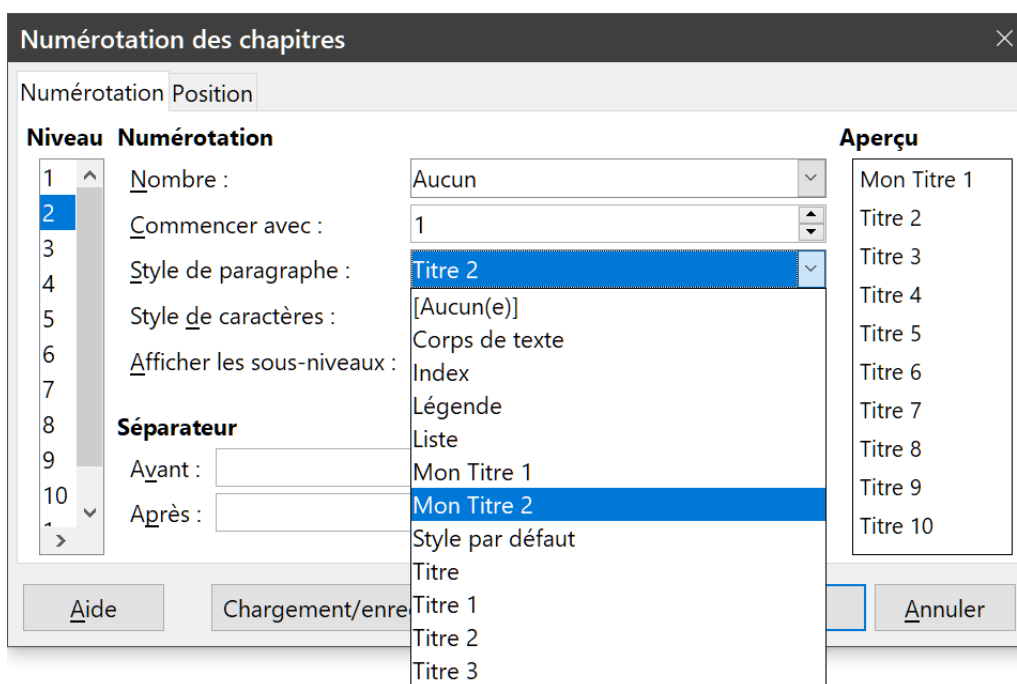 Numérotation des chapitres
Numérotation Position
Niveau Numérotation Aperçu
1
2
3
4
5
6
7
8
9
10
Nombre : Aucun
Commencer avec : 1
Style de paragraphe : Titre 2
Style de caractères :
Afficher les sous-niveaux :
Séparateur
Avant :
Après :
[Aucun(e)]
Corps de texte
Index
Légende
Liste
Mon Titre 1
Mon Titre 2
Style par défaut
Titre
Titre 1
Titre 2
Titre 3
Mon Titre 1
Titre 2
Titre 3
Titre 4
Titre 5
Titre 6
Titre 7
Titre 8
Titre 9
Titre 10
Aide Chargement/enre Annuler